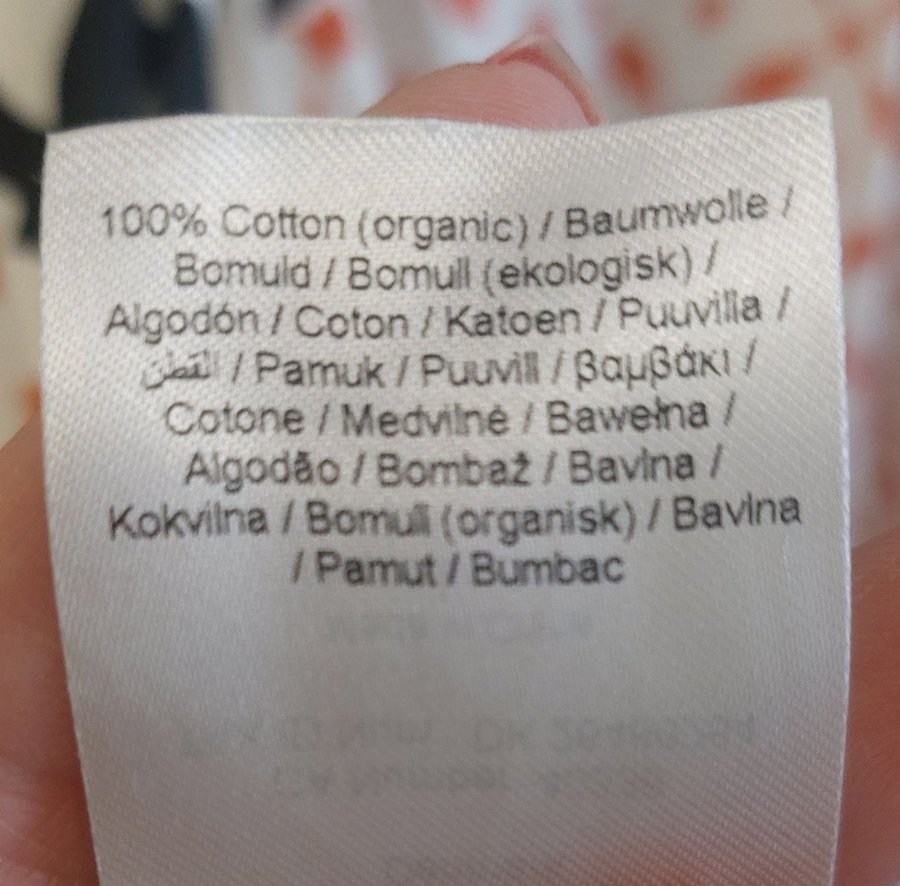 100% Cotton (organic) / Baumwolle /
Bomuld / Bomull (ekologisk) /
Algodón / Coton / Katoen / Puuvilla /
القطن / Pamuk / Puuvill / βαμβάκι /
Cotone / Medvilnė / Bawełna /
Algodão / Bombaž / Bavlna /
Kokvilna / Bomull (organisk) / Bavlna
/ Pamut / Bumbac